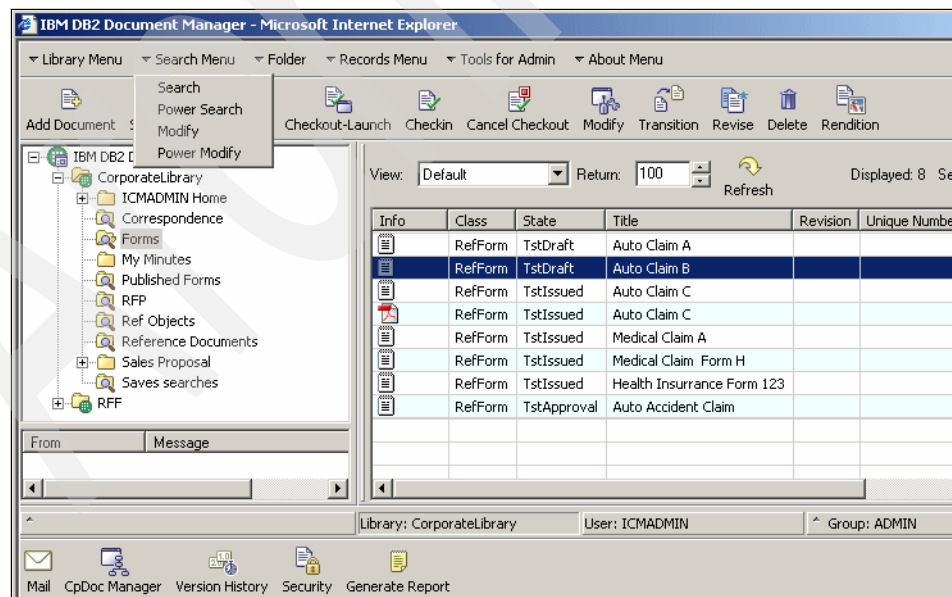 IBM DB2 Document Manager - Microsoft Internet Explorer
Library Menu Search Menu Folder Records Menu Tools for Admin About Menu
Search
Power Search
Modify
Power Modify
Add Document S Checkout-Launch Checkin Cancel Checkout Modify Transition Revise Delete Rendition
IBM DB2 D
CorporateLibrary
ICMADMIN Home
Correspondence
Forms
My Minutes
Published Forms
RFP
Ref Objects
Reference Documents
Sales Proposal
Saves searches
RFF
From Message
View: Default Return: 100 Refresh Displayed: 8 Se
Info Class State Title Revision Unique Numbe
RefForm TstDraft Auto Claim A
RefForm TstDraft Auto Claim B
RefForm TstIssued Auto Claim C
RefForm TstIssued Auto Claim C
RefForm TstIssued Medical Claim A
RefForm TstIssued Medical Claim Form H
RefForm TstIssued Health Insurrance Form 123
RefForm TstApproval Auto Accident Claim
Library: CorporateLibrary User: ICMADMIN Group: ADMIN
Mail CpDoc Manager Version History Security Generate Report